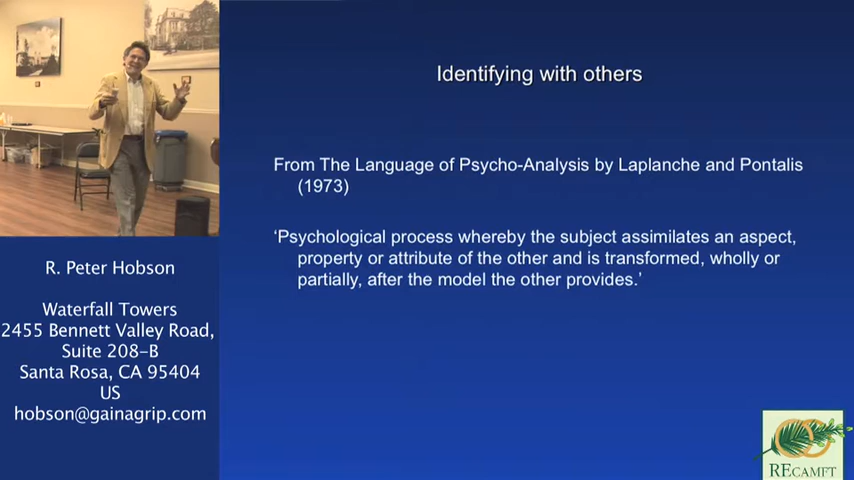 Identifying with others
From The Language of Psycho-Analysis by Laplanche and Pontalis
(1973)
‘Psychological process whereby the subject assimilates an aspect,
property or attribute of the other and is transformed, wholly or
partially, after the model the other provides.’
R. Peter Hobson
Waterfall Towers
2455 Bennett Valley Road,
Suite 208-B
Santa Rosa, CA 95404
US
hobson@gainagrip.com
RECAMFT